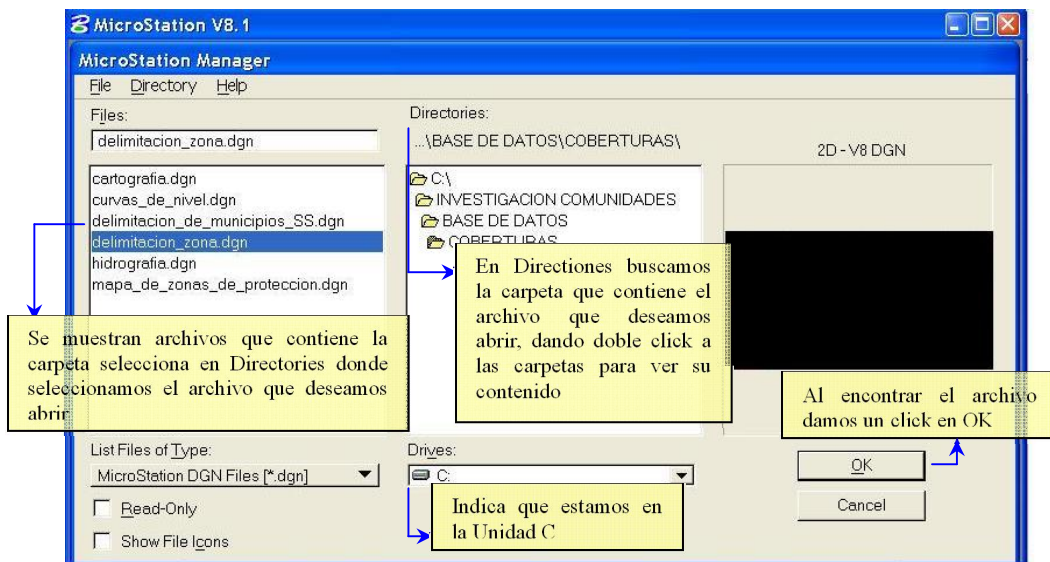 MicroStation V8.1
MicroStation Manager
File Directory Help
Files:
delimitacion_zona.dgn
cartografia.dgn
curvas_de_nivel.dgn
delimitacion_de_municipios_SS.dgn
delimitacion_zona.dgn
hidrografia.dgn
mapa_de_zonas_de_proteccion.dgn
Se muestran archivos que contiene la
carpeta selecciona en Directories donde
seleccionamos el archivo que deseamos
abrir
List Files of Type:
MicroStation DGN Files [*.dgn]
Read-Only
Show File Icons
Directories:
...\BASE DE DATOS\COBERTURAS\
C:\
INVESTIGACION COMUNIDADES
BASE DE DATOS
COBERTURAS
En Directiones buscamos
la carpeta que contiene el
archivo que deseamos
abrir, dando doble click a
las carpetas para ver su
contenido
Drives:
C:
Indica que estamos en
la Unidad C
2D - V8 DGN
Al encontrar el archivo
damos un click en OK
OK
Cancel